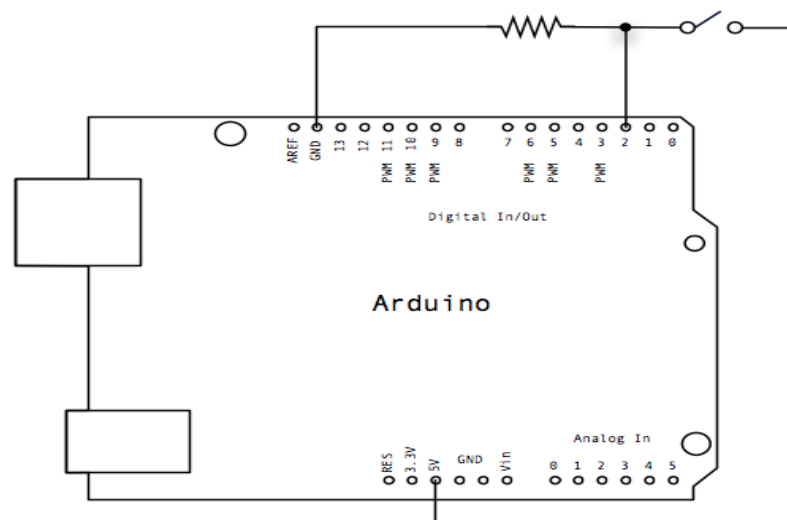 AREF GND 13 12 11 10 9 8 7 6 5 4 3 2 1 0
PWM PWM PWM PWM PWM PWM
Digital In/Out
Arduino
Analog In
RES 3.3V 5V GND Vin 0 1 2 3 4 5